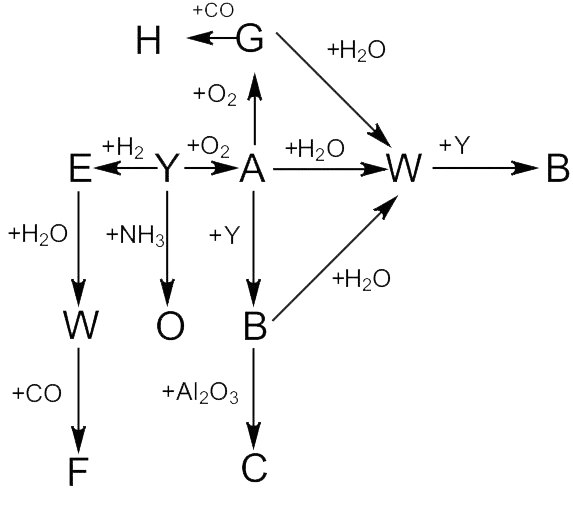 +CO
H G
+H₂O
+O₂
+H₂ +O₂ +H₂O +Y
E Y A W B
+H₂O +NH₃ +Y
+H₂O
W O B
+CO +Al₂O₃
F C